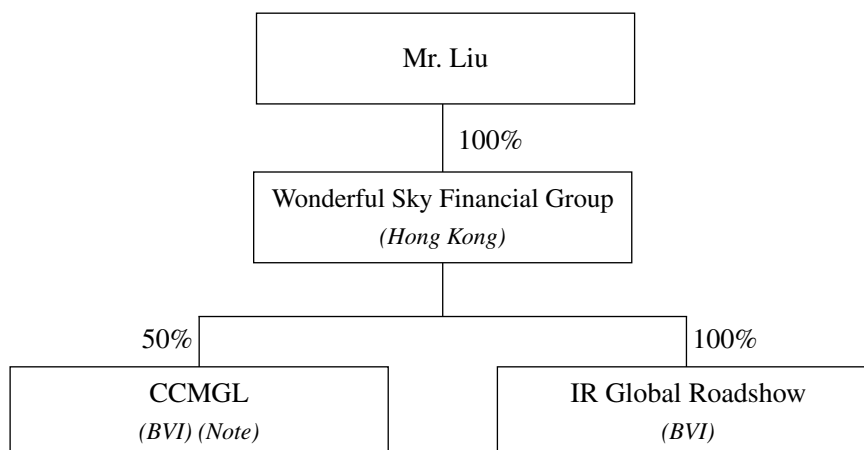 Mr. Liu
100%
Wonderful Sky Financial Group
(Hong Kong)
50%
100%
CCMGL
(BVI) (Note)
IR Global Roadshow
(BVI)